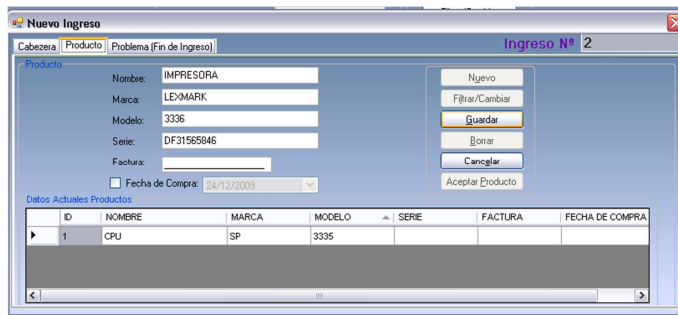 Nuevo Ingreso
Cabezera Producto Problema (Fin de Ingreso) Ingreso Nº 2
Producto
Nombre: IMPRESORA Nuevo
Marca: LEXMARK Filtrar/Cambiar
Modelo: 3336 Guardar
Serie: DF31565846 Borrar
Factura: Cancelar
Fecha de Compra: 24/12/2009 Aceptar Producto
Datos Actuales Productos
ID NOMBRE MARCA MODELO SERIE FACTURA FECHA DE COMPRA
1 CPU SP 3335